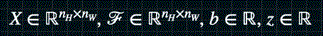 X ∈ ℝ^{n_H×n_W}, ℱ ∈ ℝ^{n_H×n_W}, b ∈ ℝ, z ∈ ℝ